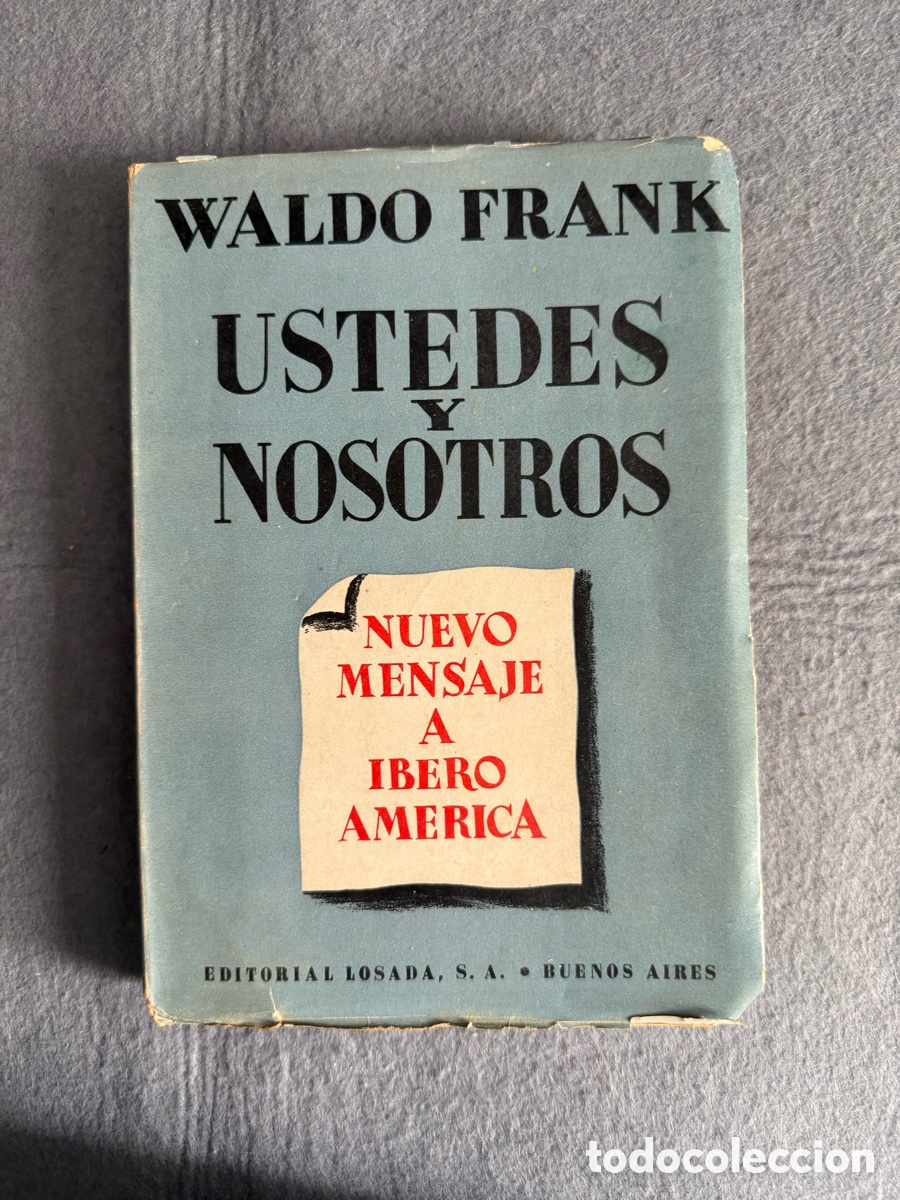 WALDO FRANK
USTEDES
Y
NOSOTROS
NUEVO
MENSAJE
A
IBERO
AMERICA
EDITORIAL LOSADA, S. A. • BUENOS AIRES
todocoleccion